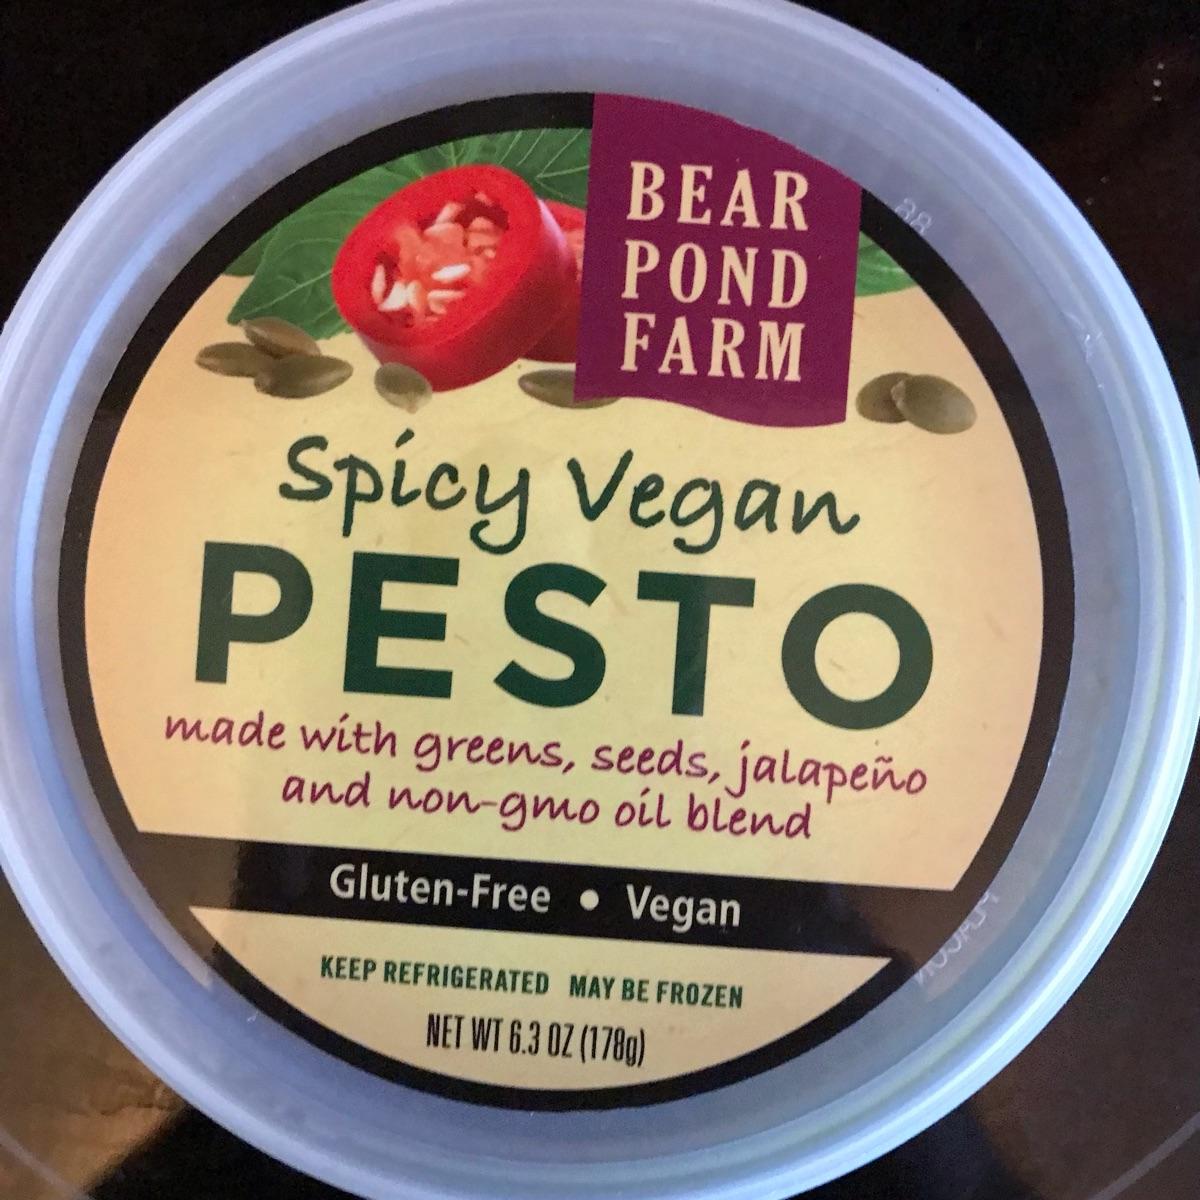 BEAR
POND
FARM
Spicy Vegan
PESTO
made with greens, seeds, jalapeño
and non-gmo oil blend
Gluten-Free • Vegan
KEEP REFRIGERATED MAY BE FROZEN
NET WT 6.3 OZ (178g)